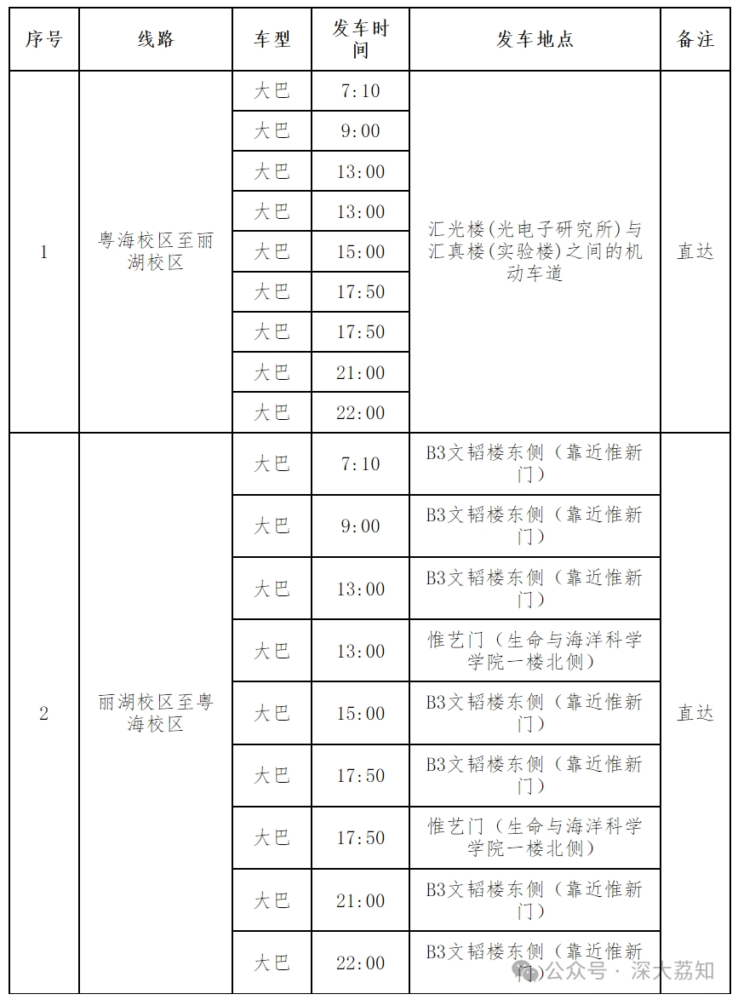 序号 线路 车型 发车时 发车地点 备注
间
大巴 7:10
大巴 9:00
大巴 13:00
大巴 13:00
1 粤海校区至丽 大巴 15:00 汇光楼(光电子研究所)与 直达
湖校区 汇真楼(实验楼)之间的机
动车道
大巴 17:50
大巴 17:50
大巴 21:00
大巴 22:00
大巴 7:10 B3文韬楼东侧（靠近惟新
门）
大巴 9:00 B3文韬楼东侧（靠近惟新
门）
大巴 13:00 B3文韬楼东侧（靠近惟新
门）
大巴 13:00 惟艺门（生命与海洋科学
学院一楼北侧）
2 丽湖校区至粤 大巴 15:00 B3文韬楼东侧（靠近惟新 直达
海校区 门）
大巴 17:50 B3文韬楼东侧（靠近惟新
门）
大巴 17:50 惟艺门（生命与海洋科学
学院一楼北侧）
大巴 21:00 B3文韬楼东侧（靠近惟新
门）
大巴 22:00 B3文韬楼东侧（靠近惟新
门）
公众号·深大荔知